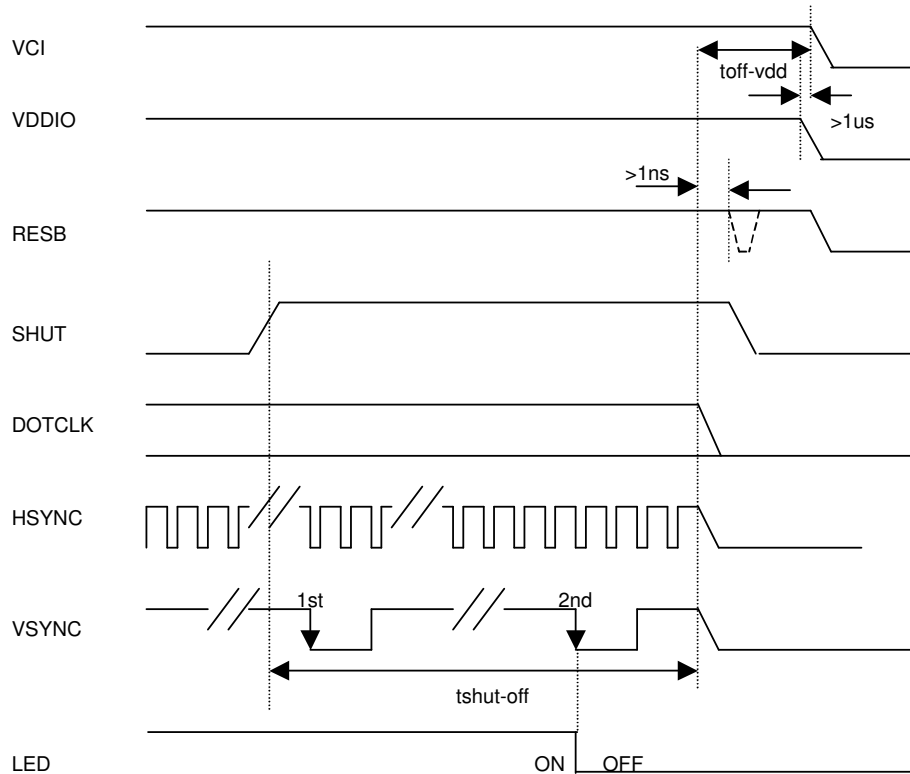 VCI
toff-vdd
>1us
VDDIO
>1ns
RESB
SHUT
DOTCLK
HSYNC
1st
2nd
VSYNC
tshut-off
LED
ON OFF